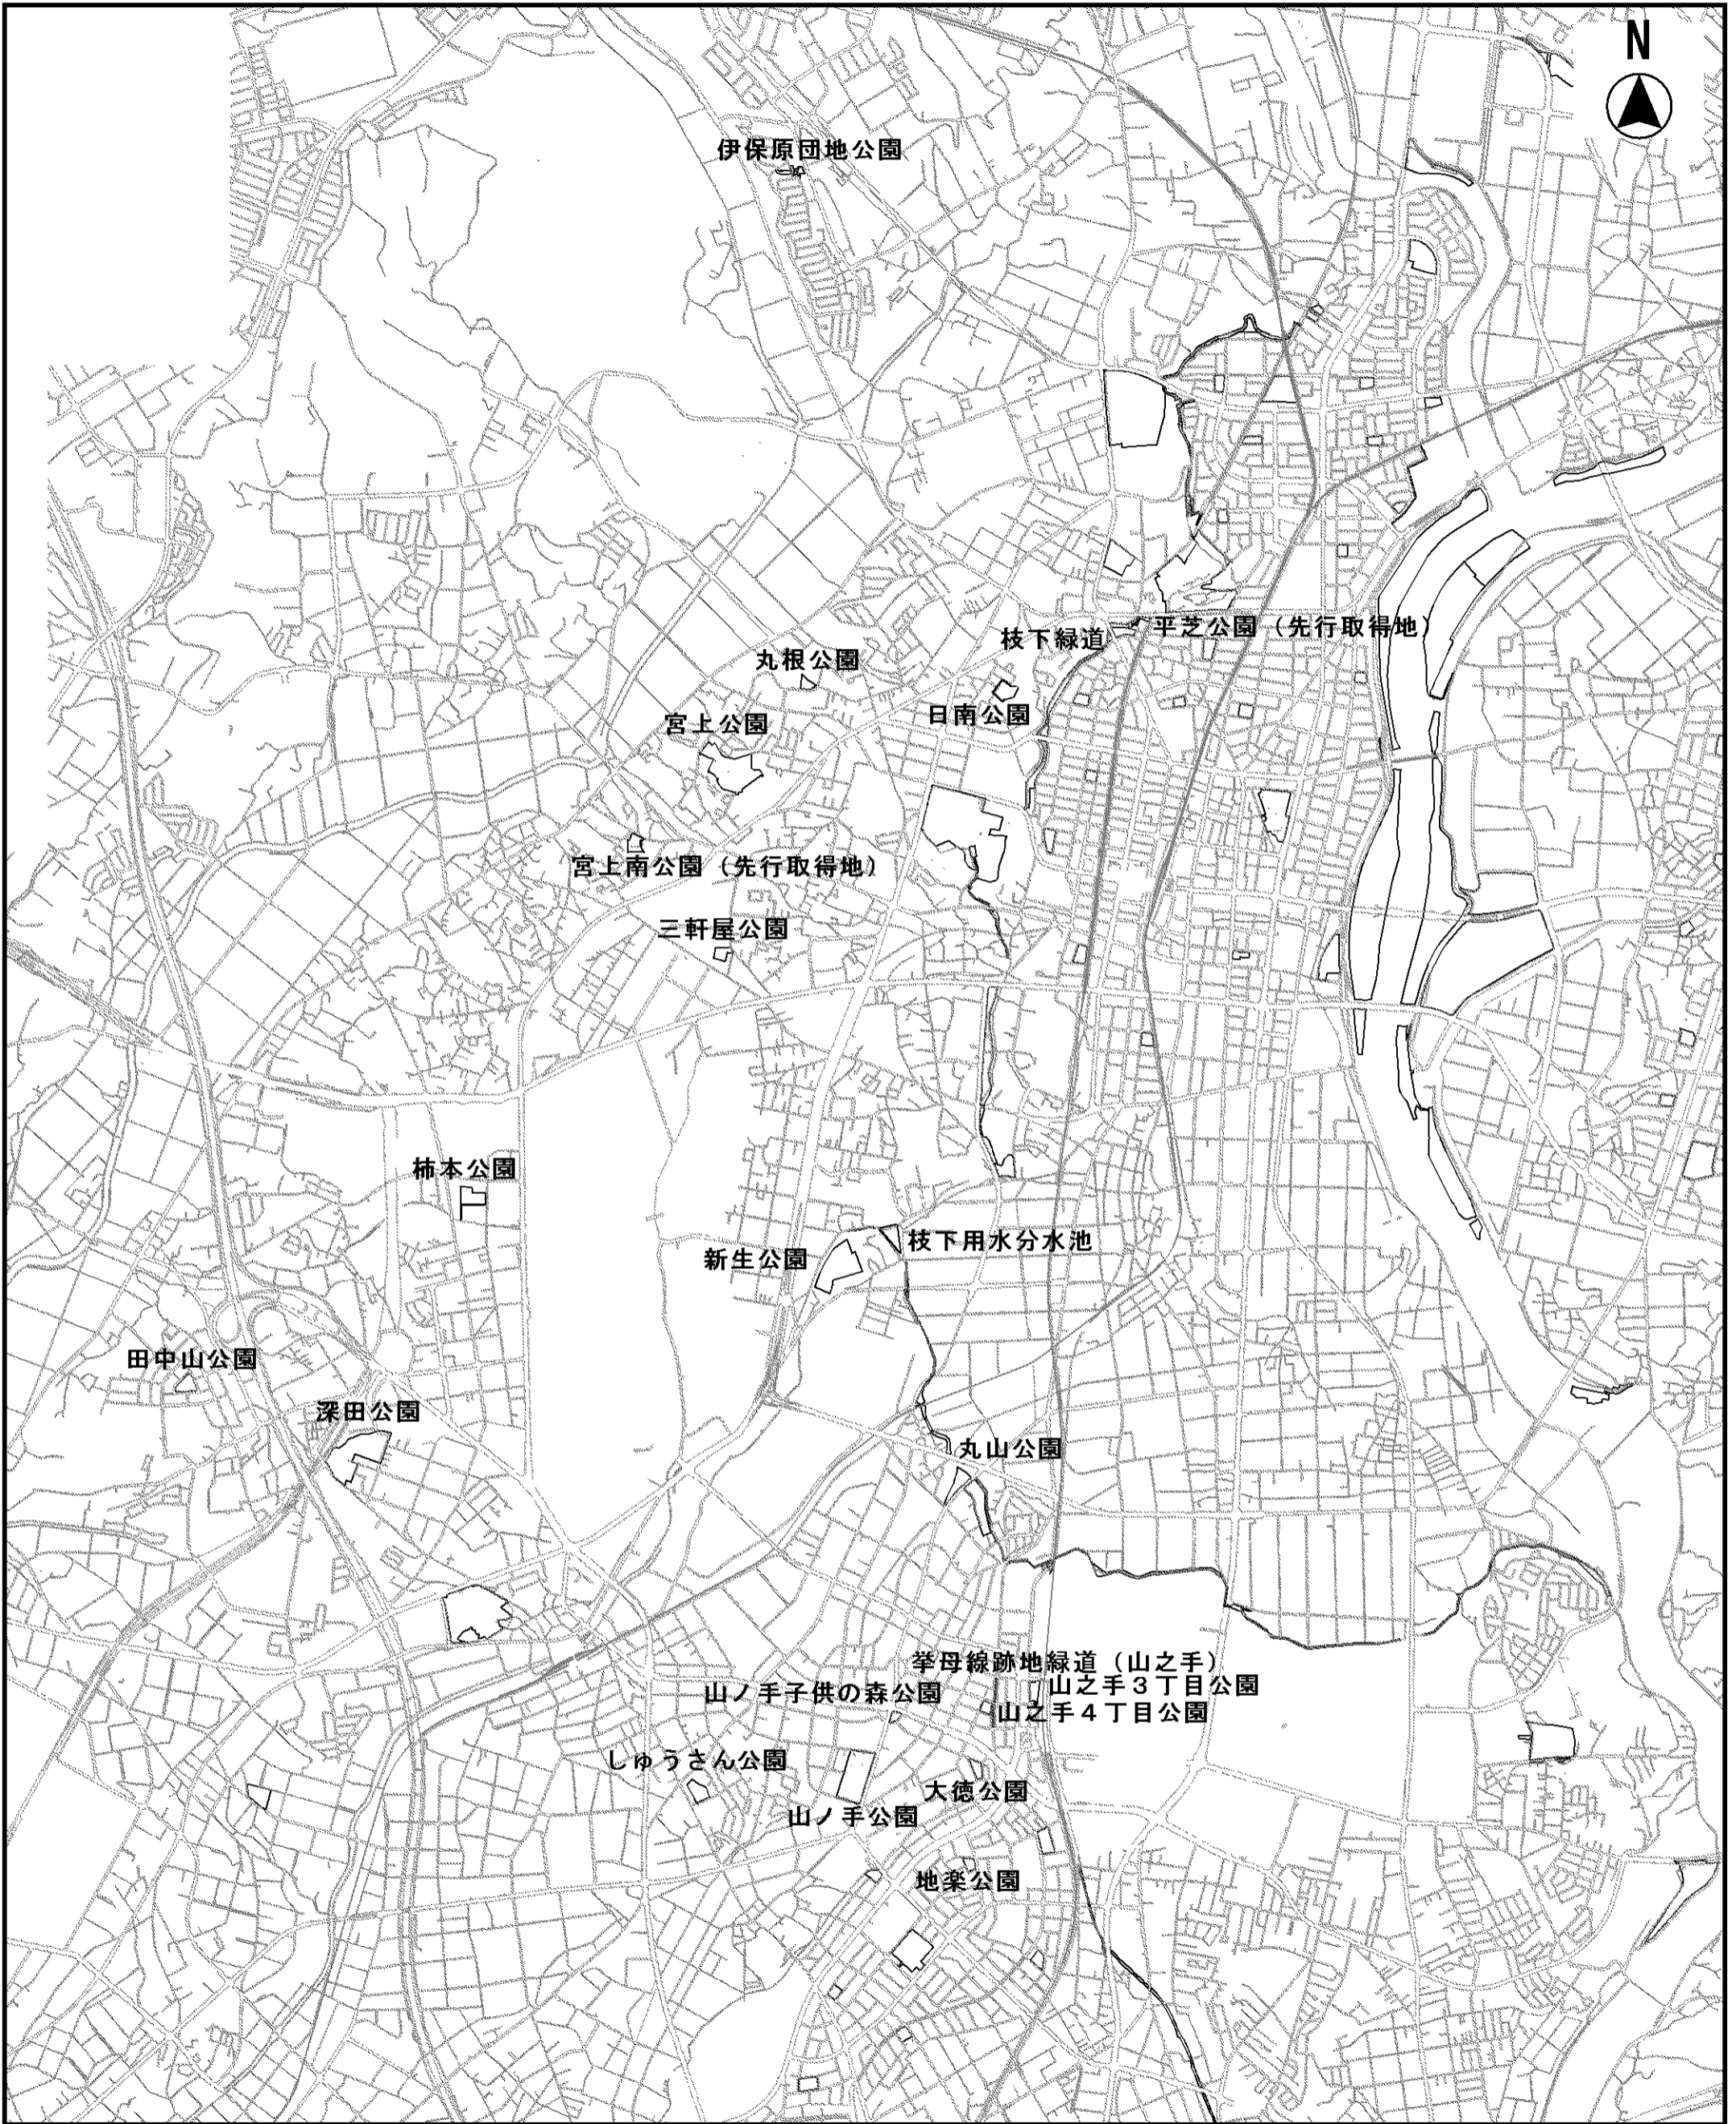 N
伊保原団地公園
平芝公園（先行取得地）
枝下緑道
丸根公園
日南公園
宮上公園
宮上南公園（先行取得地）
三軒屋公園
柿本公園
枝下用水分水池
新生公園
田中山公園
深田公園
丸山公園
挙母線跡地緑道（山之手）
山之手３丁目公園
山ノ手子供の森公園
山之手４丁目公園
しゅうさん公園
大徳公園
山ノ手公園
地楽公園